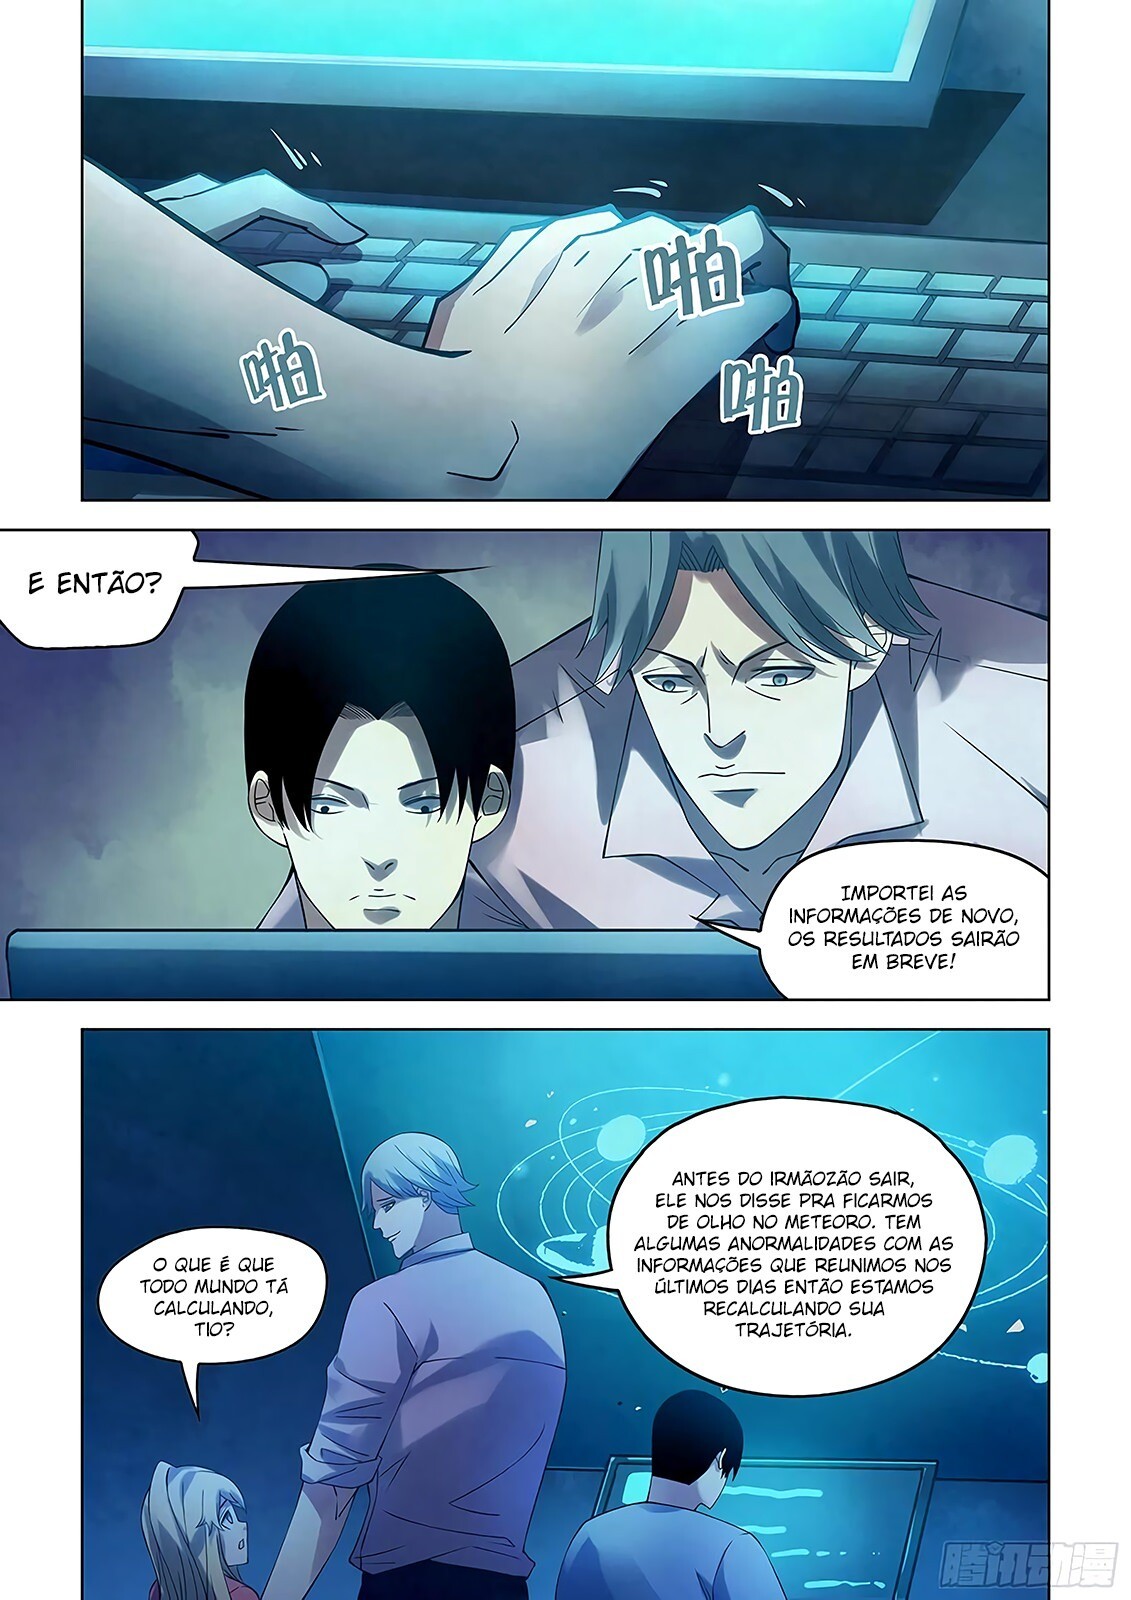 啪
啪
啪
E ENTÃO?
IMPORTEI AS
INFORMAÇÕES DE NOVO,
OS RESULTADOS SAIRÃO
EM BREVE!
ANTES DO IRMÃOZÃO SAIR,
ELE NOS DISSE PRA FICARMOS
DE OLHO NO METEORO. TEM
ALGUMAS ANORMALIDADES COM AS
INFORMAÇÕES QUE REUNIMOS NOS
ÚLTIMOS DIAS ENTÃO ESTAMOS
RECALCULANDO SUA
TRAJETÓRIA.
O QUE É QUE
TODO MUNDO TÁ
CALCULANDO,
TIO?
腾讯动漫